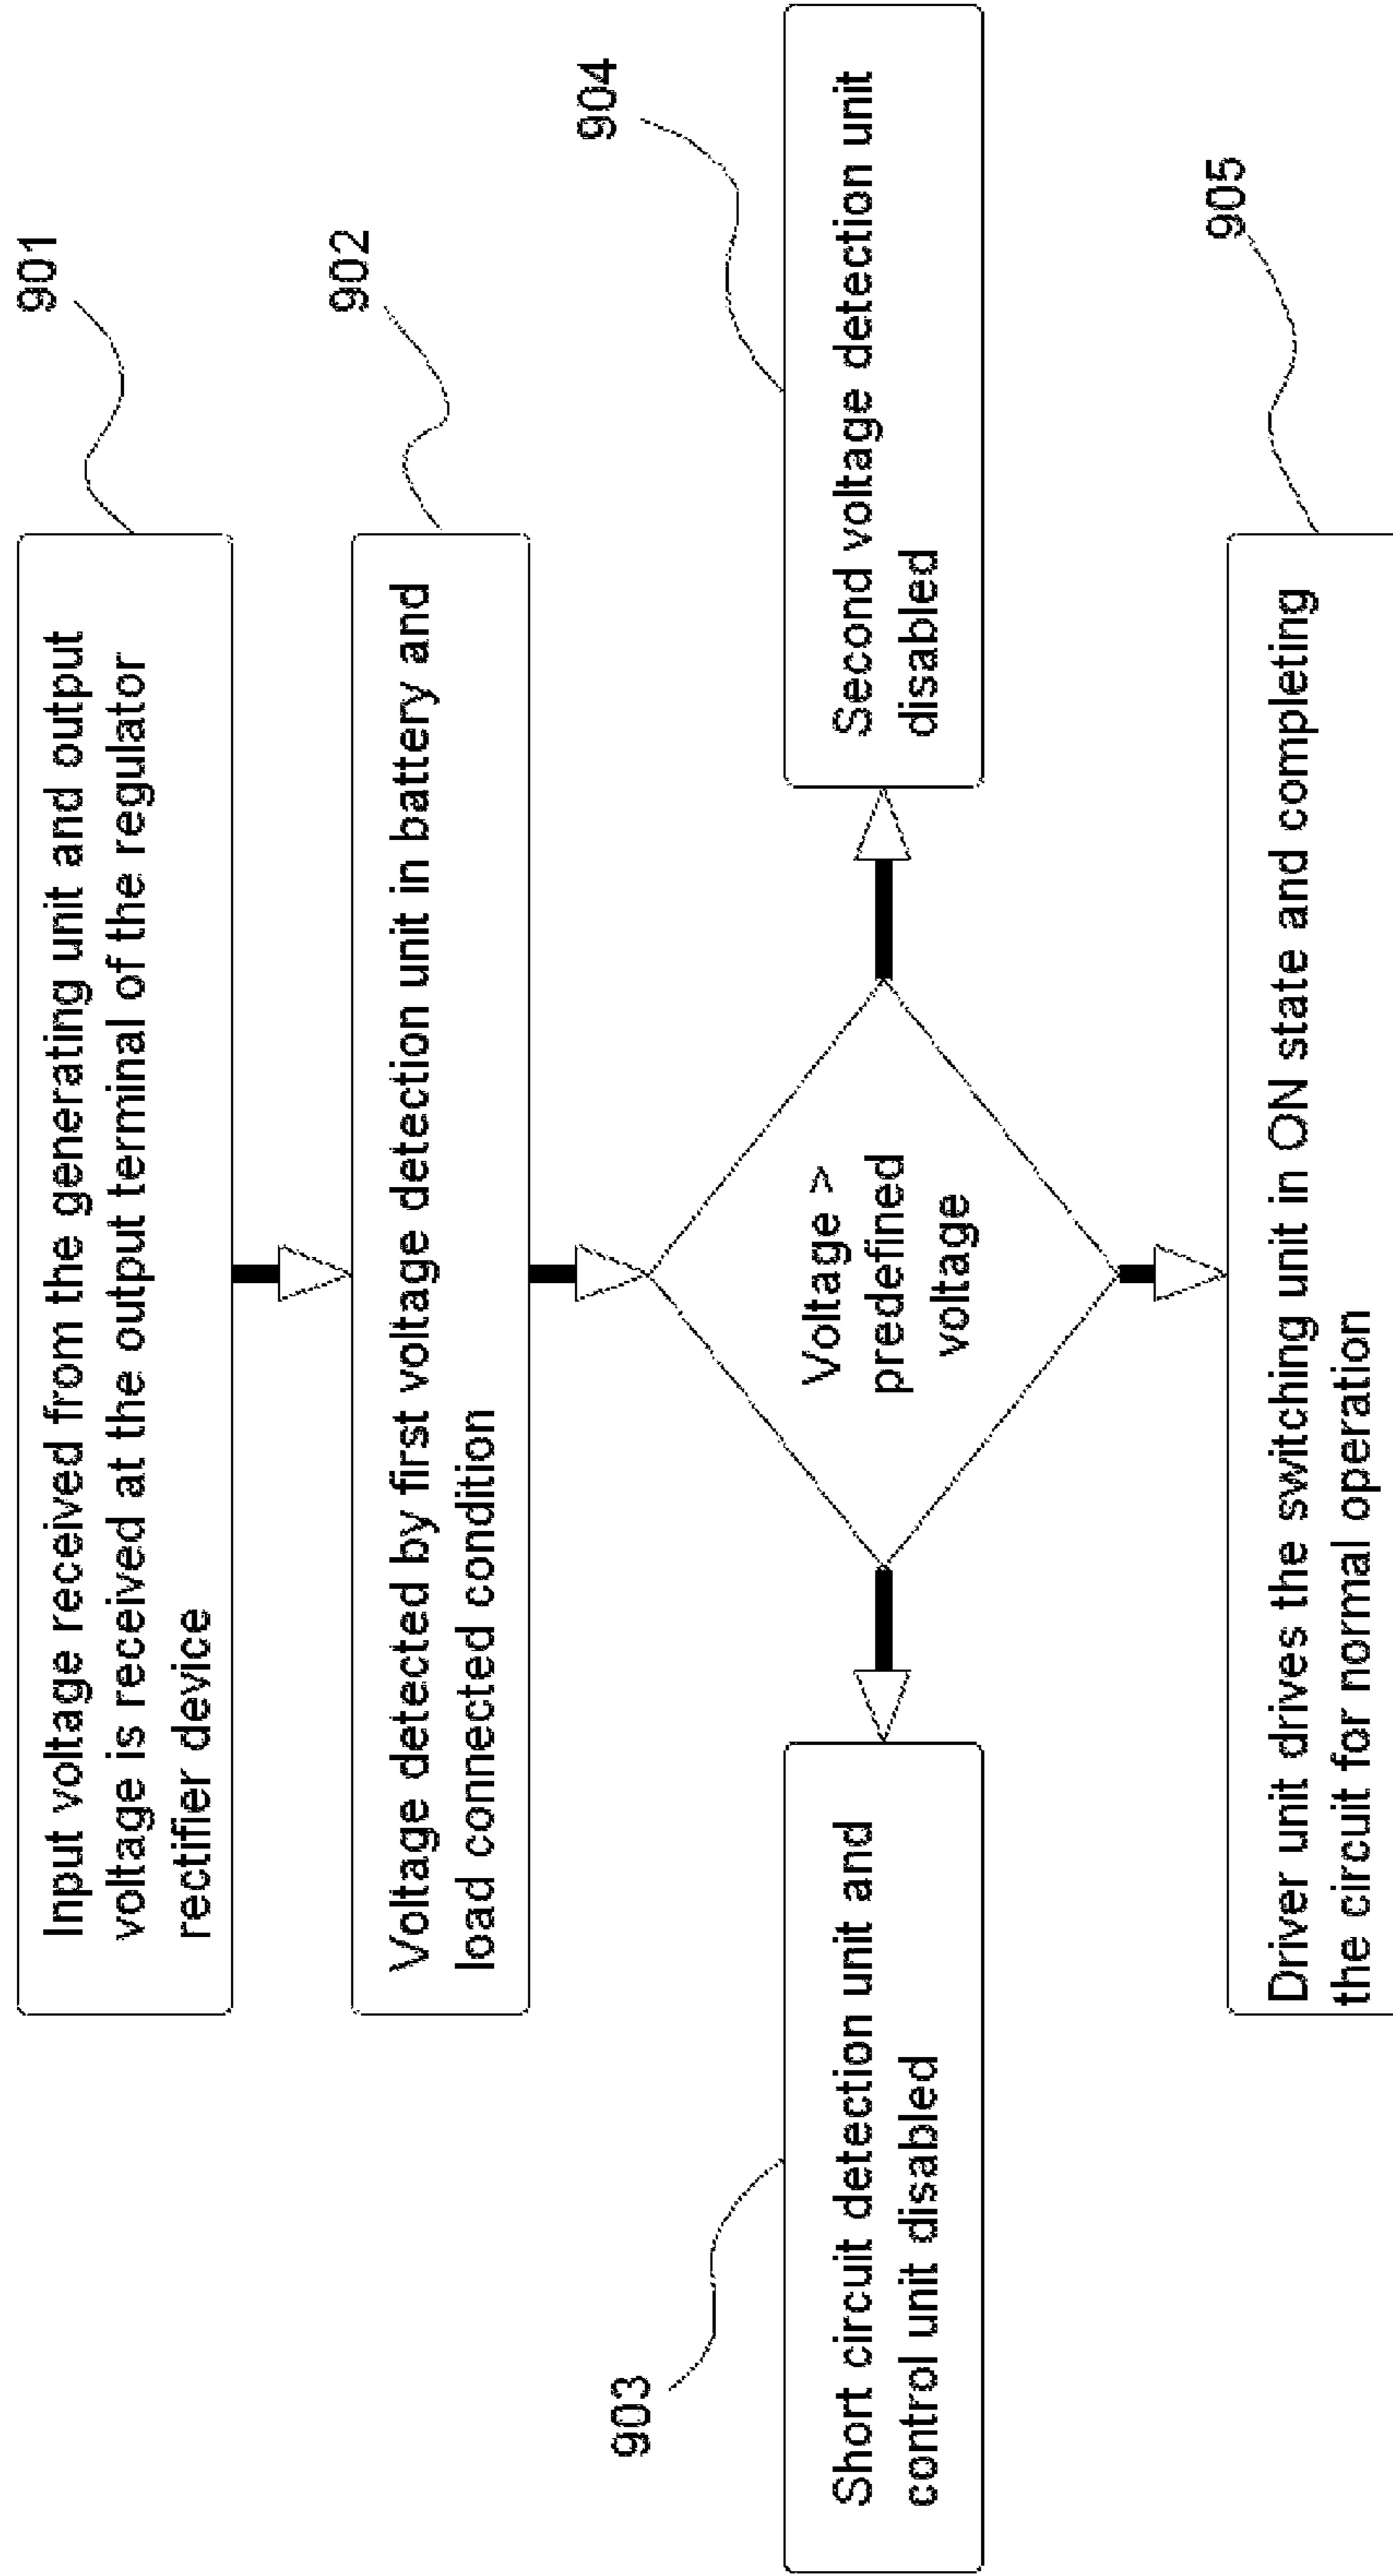 901
Input voltage received from the generating unit and output
voltage is received at the output terminal of the regulator
rectifier device
902
Voltage detected by first voltage detection unit in battery and
load connected condition
Voltage >
predefined
voltage
903
Short circuit detection unit and
control unit disabled
904
Second voltage detection unit
disabled
905
Driver unit drives the switching unit in ON state and completing
the circuit for normal operation